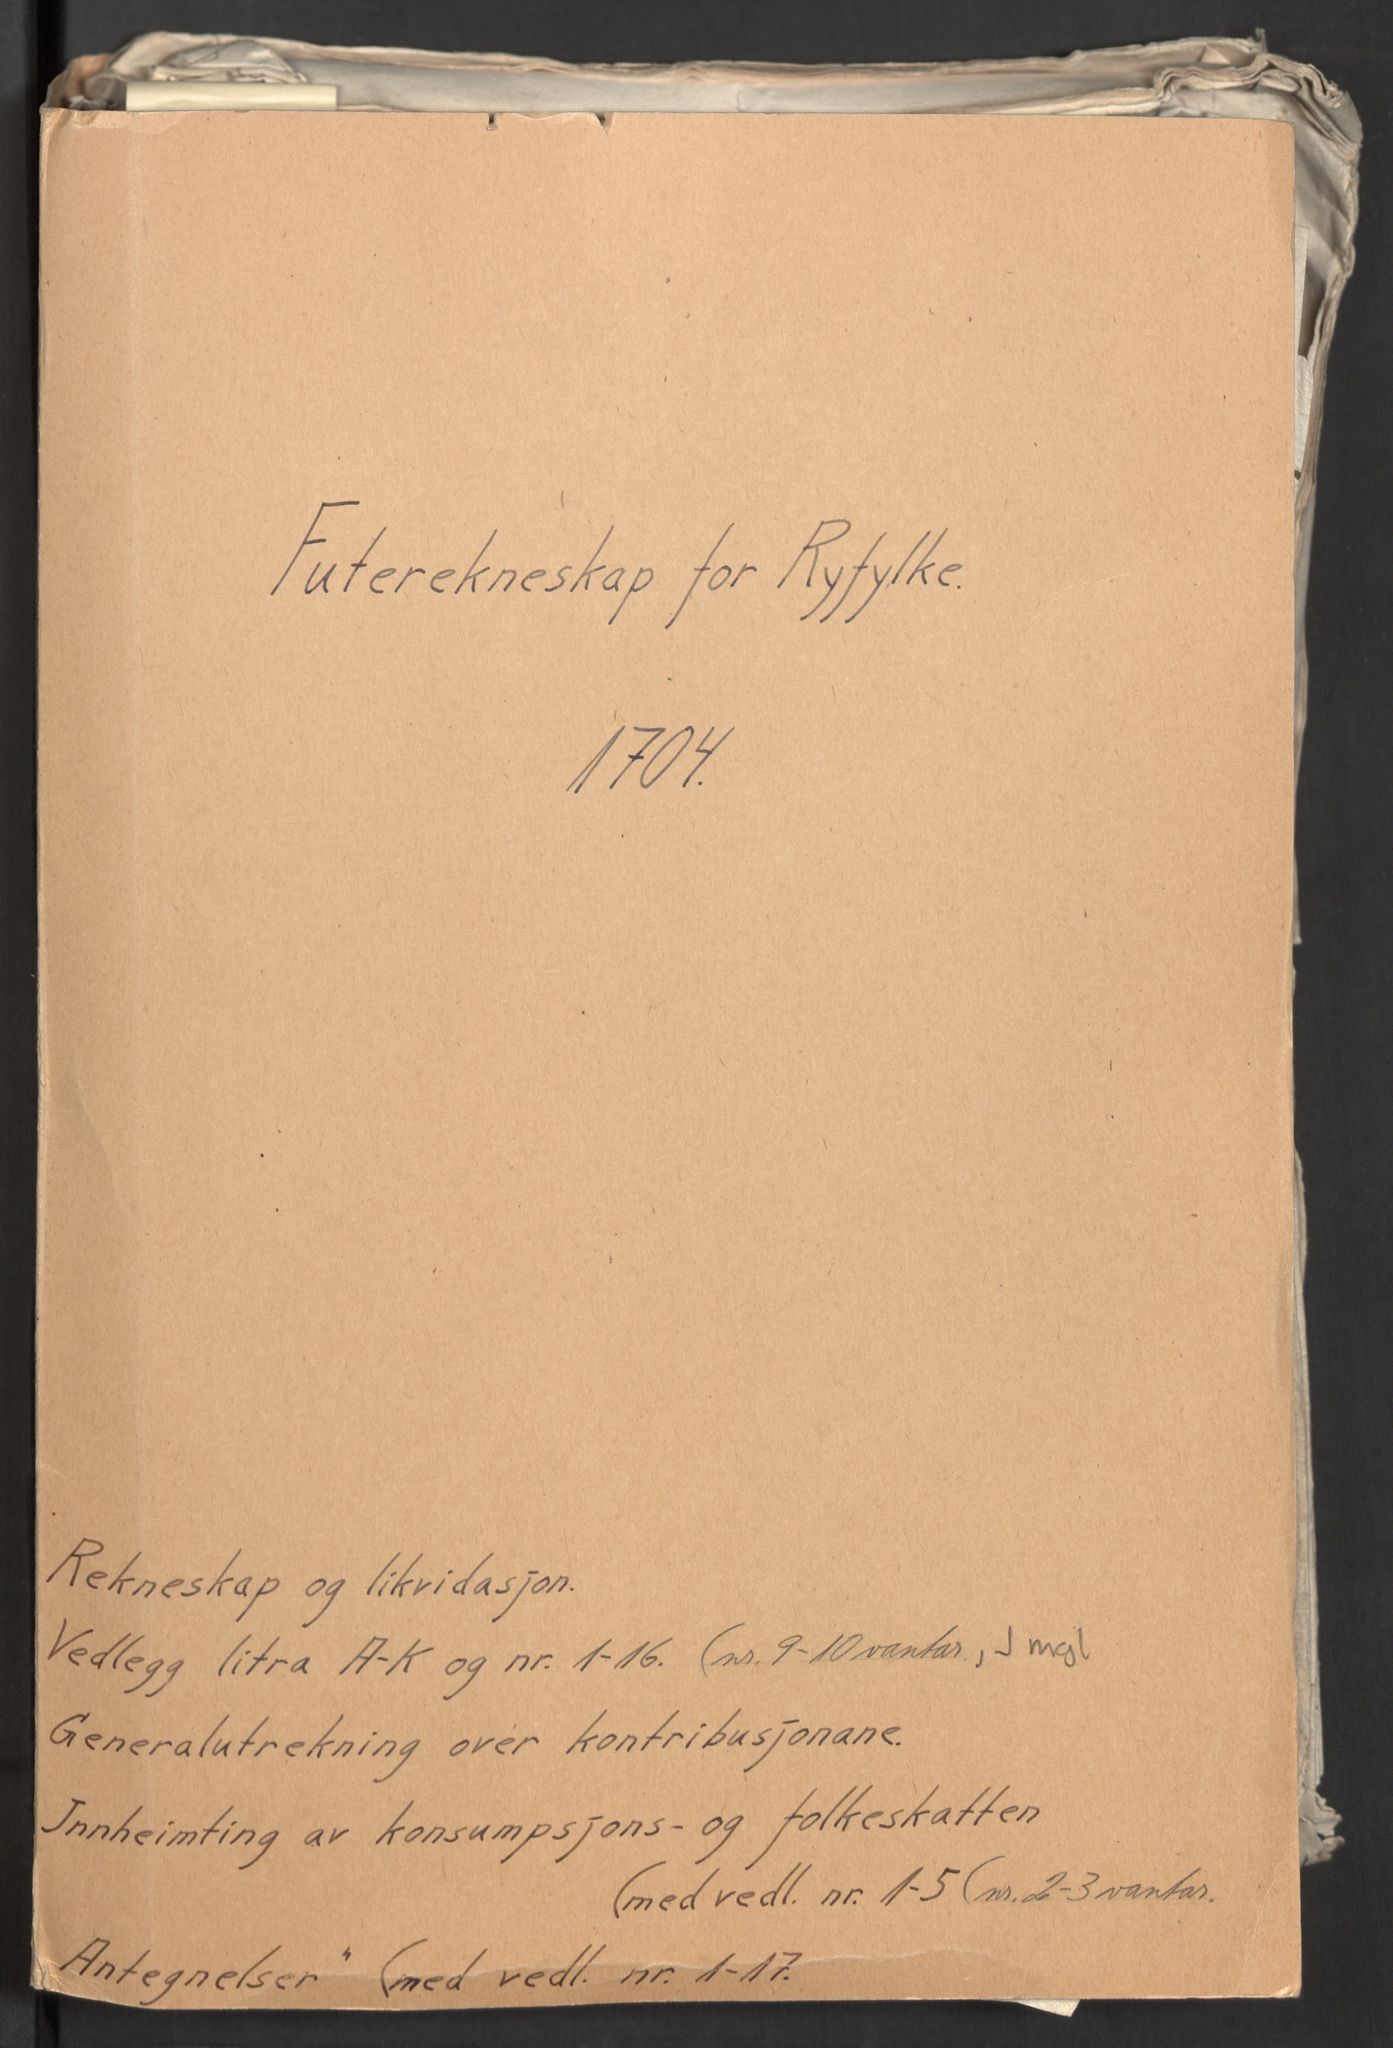 Futerekneskap for Ryfylke.
1704.
Rekneskap og likvidasjon.
Vedlegg litra A-K og nr. 1-16. (nr. 9-10 vantar., J mgl
Generalutrekning over kontribusjonane.
Innheimting av konsumpsjons- og folkeskatten
(med vedl. nr. 1-5 (nr. 2-3 vantar.
Antegnelser" (med vedl. nr. 1-17.